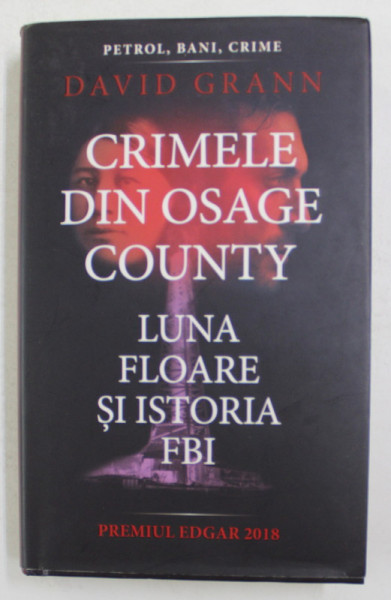 PETROL, BANI, CRIME
DAVID GRANN
CRIMELE
DIN OSAGE
COUNTY
LUNA
FLOARE
ȘI ISTORIA
FBI
PREMIUL EDGAR 2018